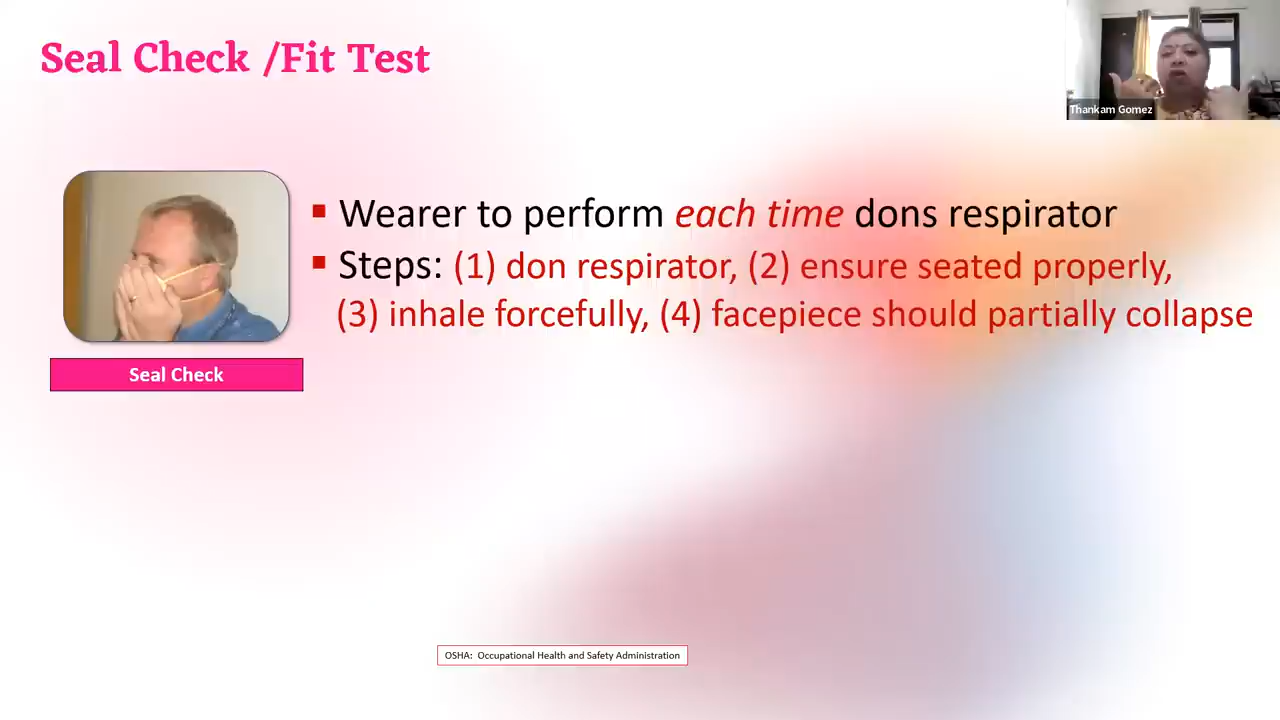 Seal Check /Fit Test
Thankam Gomez
▪ Wearer to perform each time dons respirator
▪ Steps: (1) don respirator, (2) ensure seated properly,
(3) inhale forcefully, (4) facepiece should partially collapse
Seal Check
OSHA: Occupational Health and Safety Administration